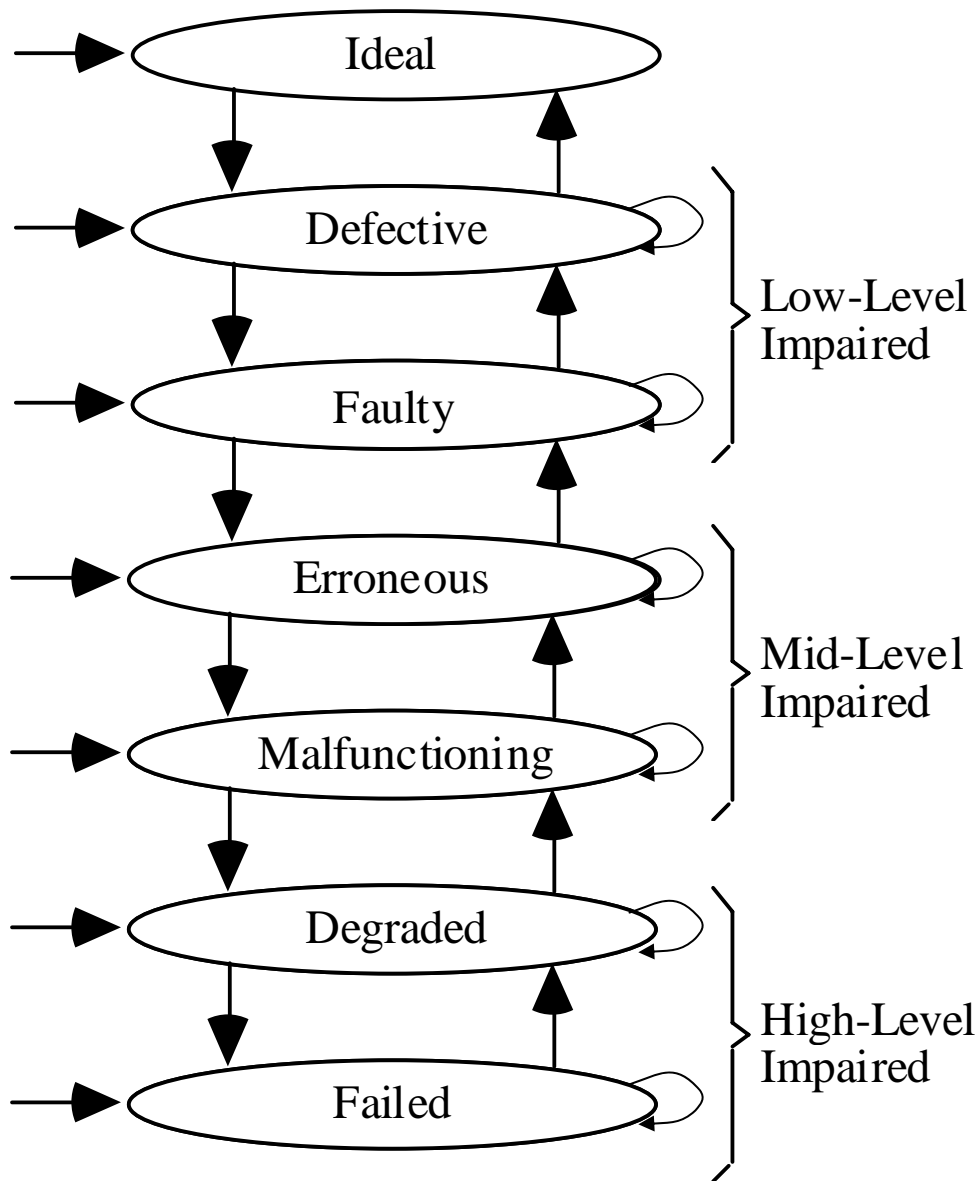 Ideal
Defective
Low-Level
Impaired
Faulty
Erroneous
Mid-Level
Impaired
Malfunctioning
Degraded
High-Level
Impaired
Failed